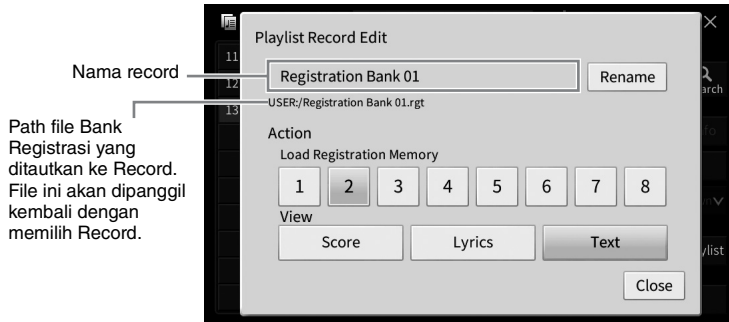 Nama record
Path file Bank
Registrasi yang
ditautkan ke Record.
File ini akan dipanggil
kembali dengan
memilih Record.
Playlist Record Edit
Registration Bank 01
Rename
USER:/Registration Bank 01.rgt
Action
Load Registration Memory
1 2 3 4 5 6 7 8
View
Score Lyrics Text
Close
11
12
13
arch
nfo
wn
ylist